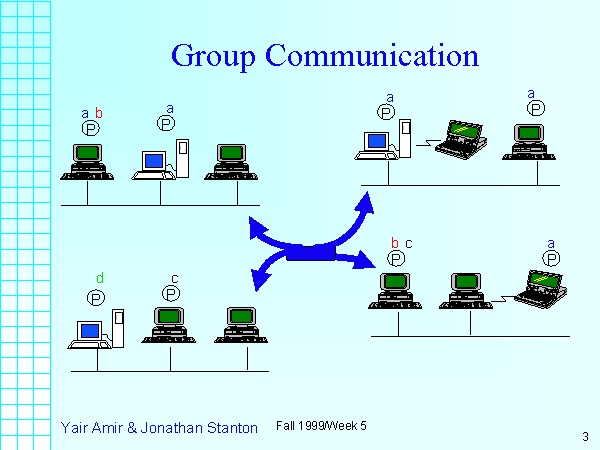 Group Communication
a b
P
a
P
a
P
a
P
b c
P
a
P
d
P
c
P
Yair Amir & Jonathan Stanton
Fall 1999/Week 5
3